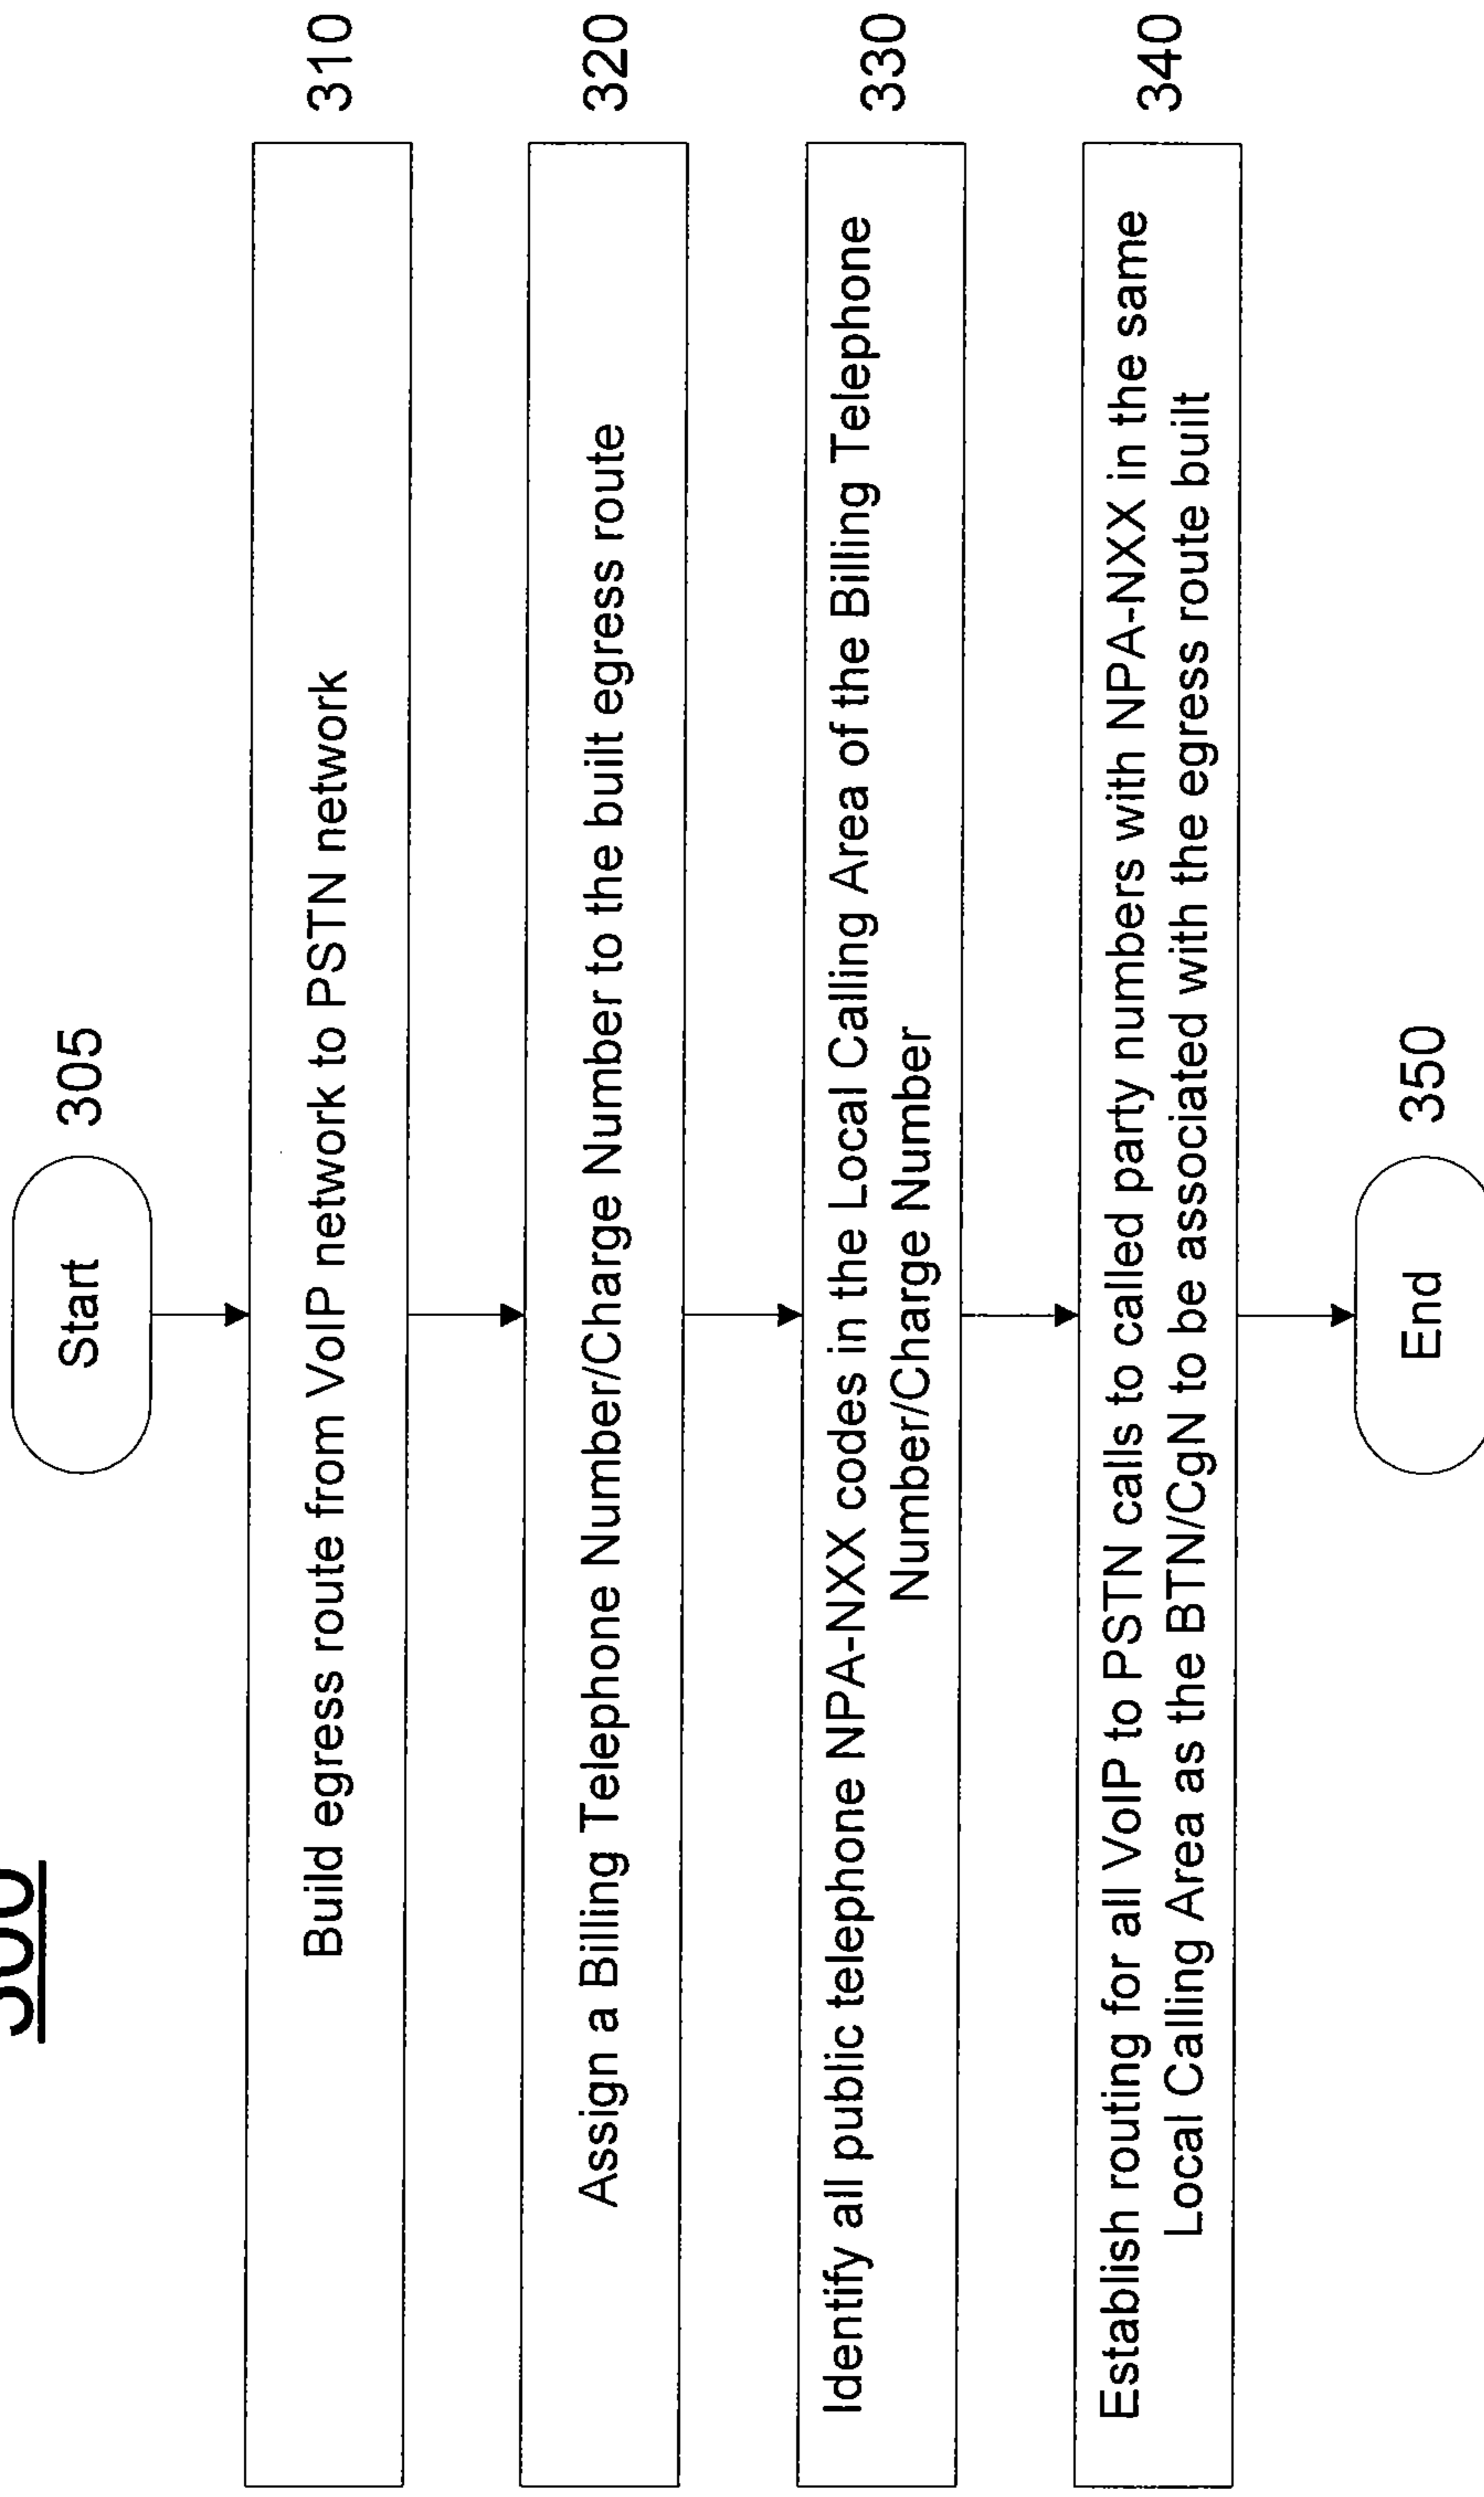 300
Start
305
Build egress route from VoIP network to PSTN network
310
Assign a Billing Telephone Number/Charge Number to the built egress route
320
Identify all public telephone NPA-NXX codes in the Local Calling Area of the Billing Telephone
Number/Charge Number
330
Establish routing for all VoIP to PSTN calls to called party numbers with NPA-NXX in the same
Local Calling Area as the BTN/CgN to be associated with the egress route built
340
End
350